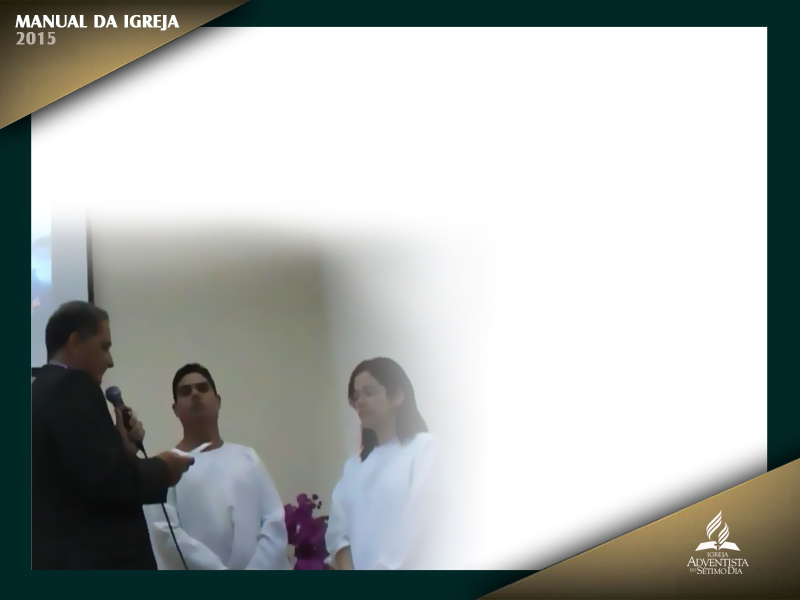 MANUAL DA IGREJA
2015
IGREJA
ADVENTISTA
DO SÉTIMO DIA